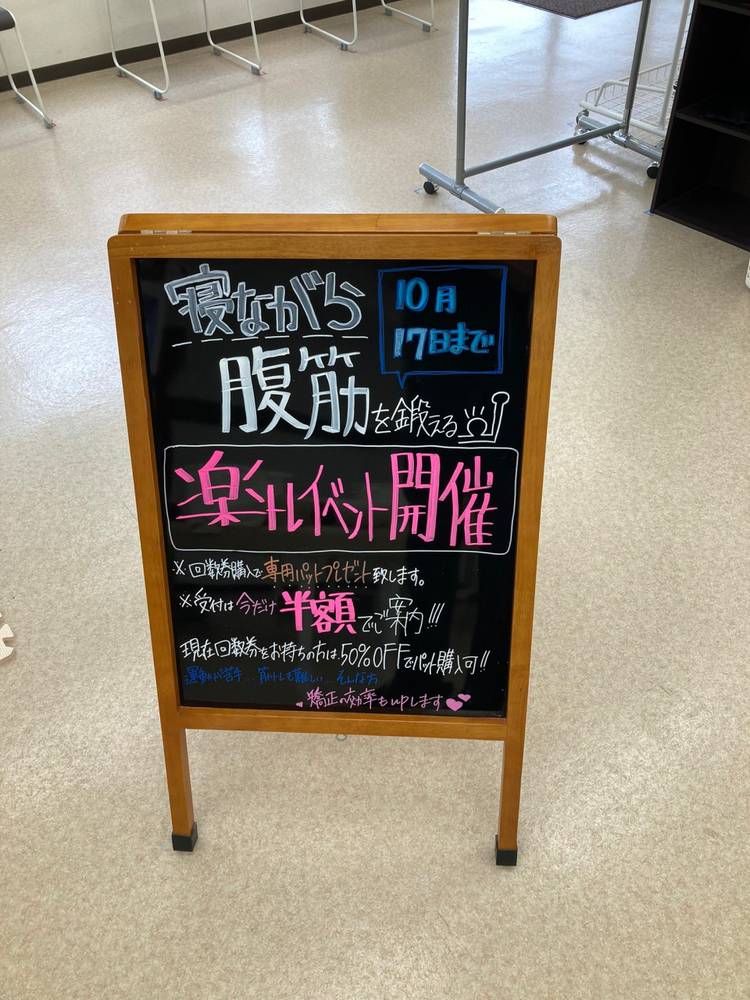 寝ながら
10月
17日まで
腹筋を鍛える
楽トレイベント開催
※回数券購入で専用パットプレゼント致します。
※受付は今だけ半額でご案内!!!
現在回数券をお持ちの方は、50%OFFでパット購入可!!
運動が苦手...筋トレも難しい...そんな方
矯正の効率もupします